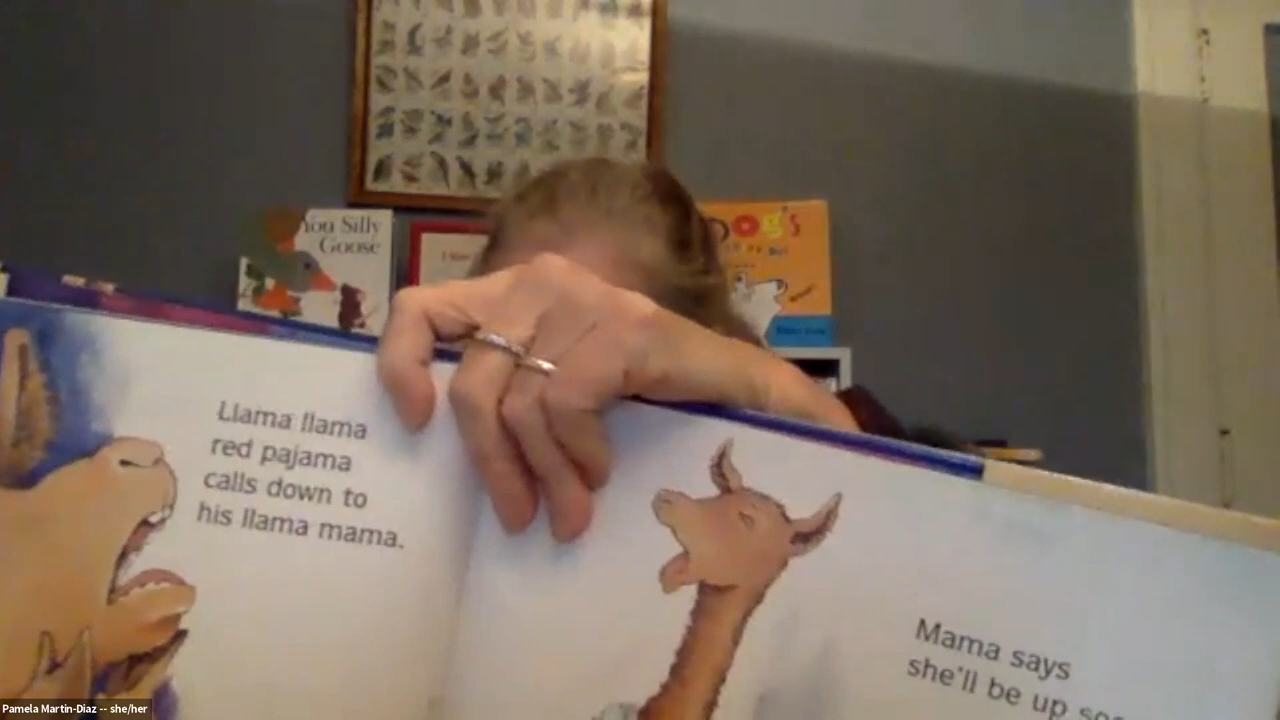 You Silly
Goose
Llama llama
red pajama
calls down to
his llama mama.
Mama says
she'll be up
Pamela Martin-Diaz -- she/her